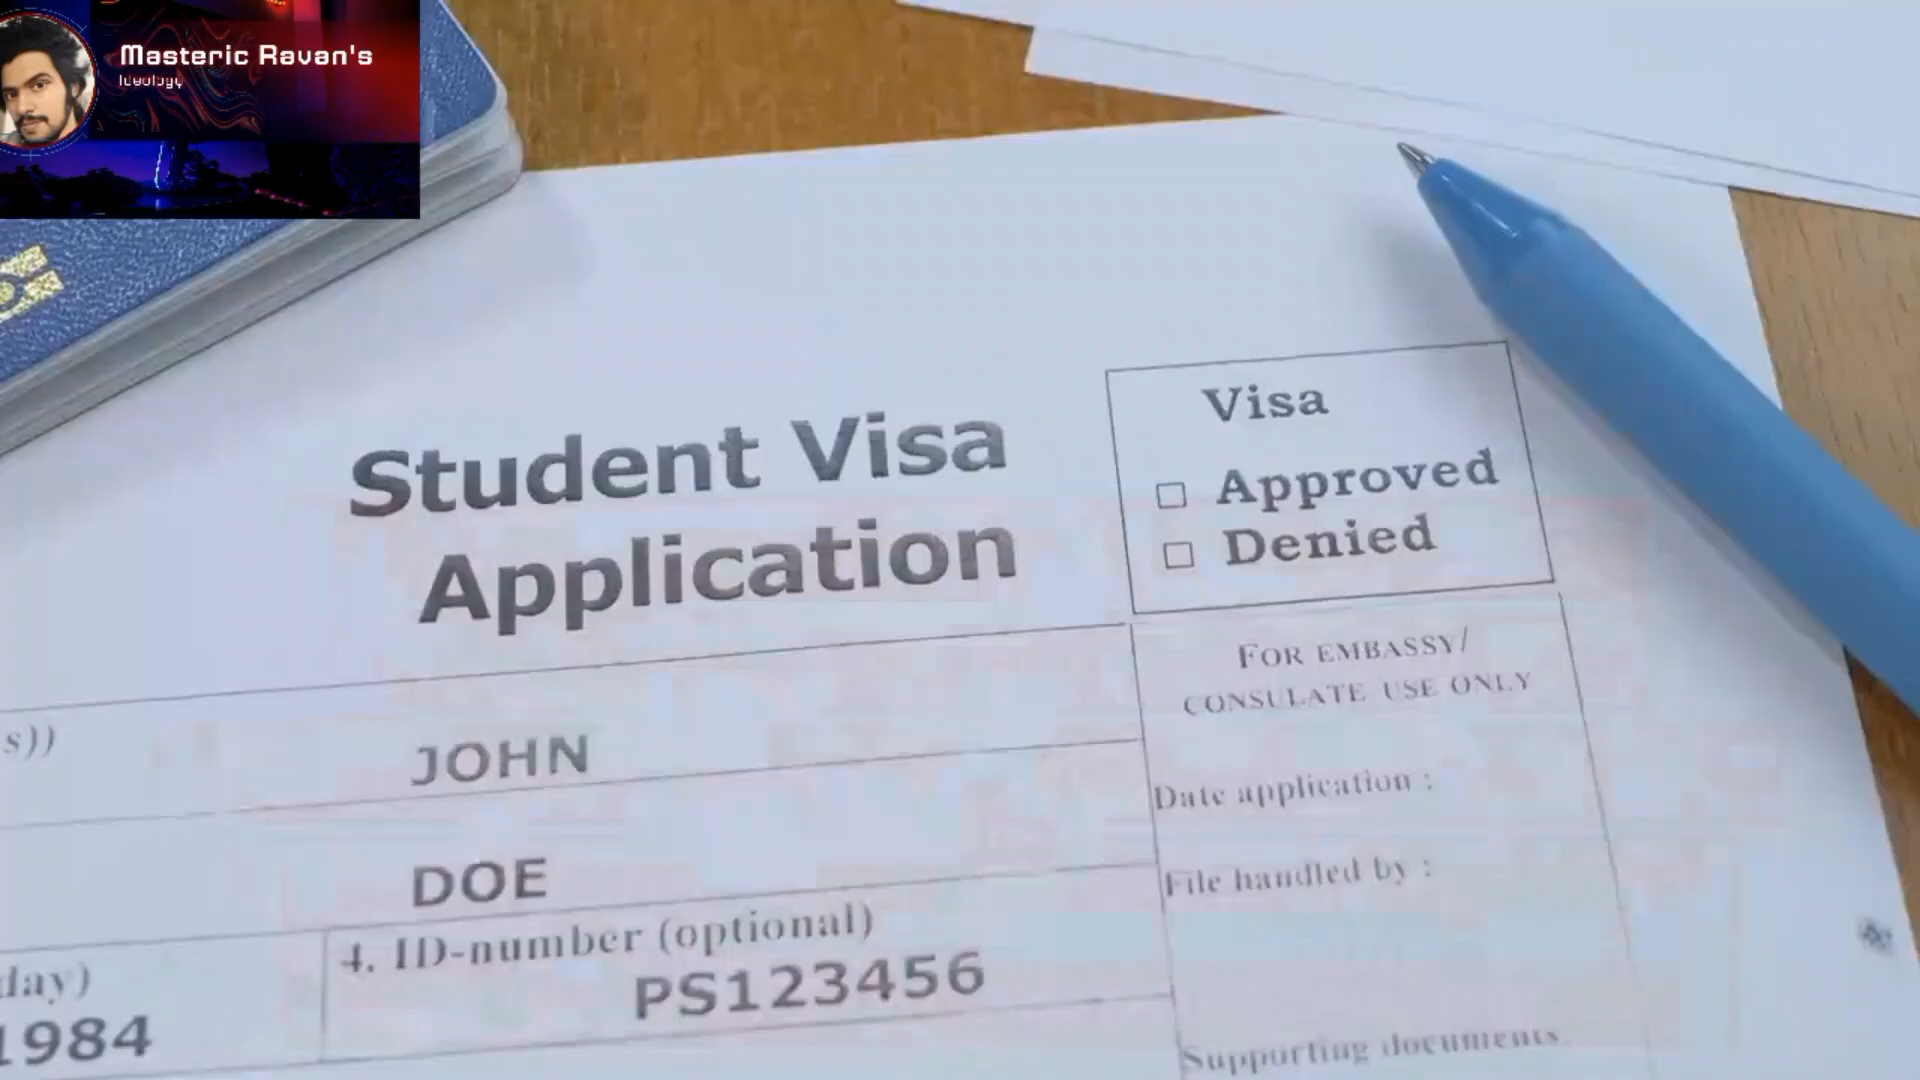 Masteric Ravan's
Ideology
Student Visa
Application
Visa
Approved
Denied
FOR EMBASSY/
CONSULATE USE ONLY
s))
JOHN
Date application :
DOE
File handled by :
day)
1984
4. ID-number (optional)
PS123456
Supporting documents